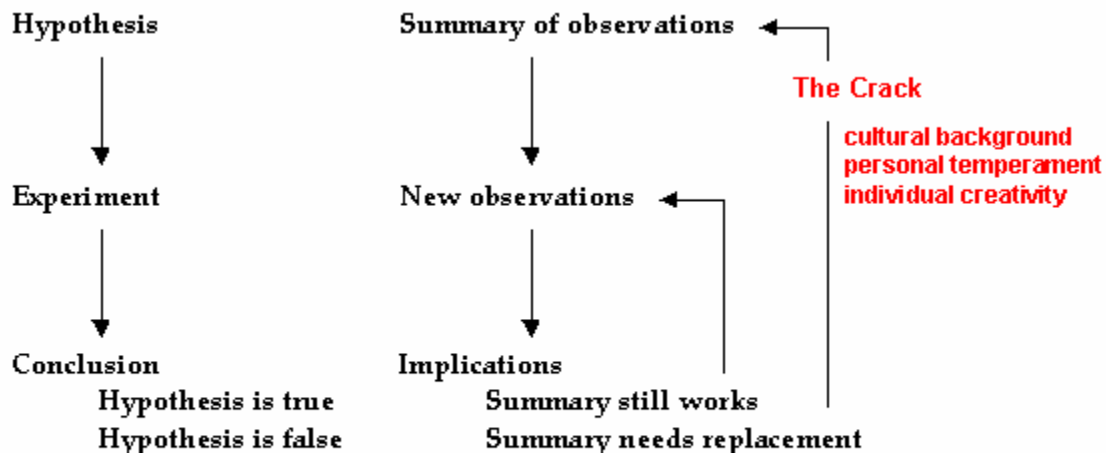 Hypothesis
Summary of observations
The Crack
cultural background
personal temperament
individual creativity
Experiment
New observations
Conclusion
Hypothesis is true
Hypothesis is false
Implications
Summary still works
Summary needs replacement